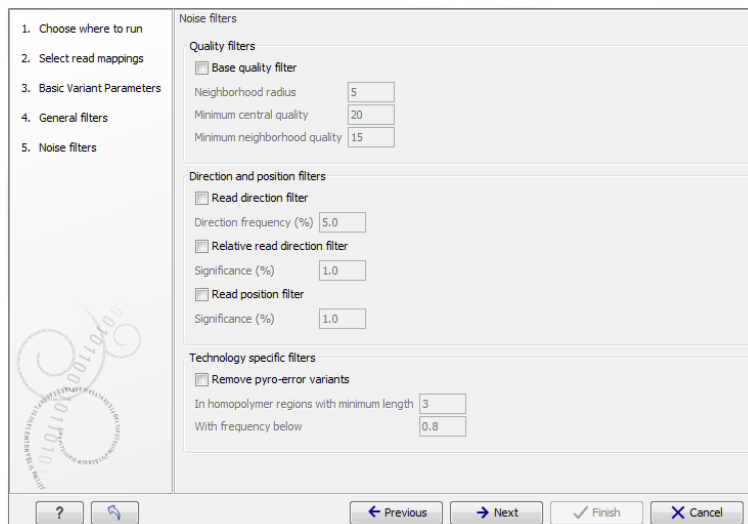 1. Choose where to run
2. Select read mappings
3. Basic Variant Parameters
4. General filters
5. Noise filters
Noise filters
Quality filters
Base quality filter
Neighborhood radius 5
Minimum central quality 20
Minimum neighborhood quality 15
Direction and position filters
Read direction filter
Direction frequency (%) 5.0
Relative read direction filter
Significance (%) 1.0
Read position filter
Significance (%) 1.0
Technology specific filters
Remove pyro-error variants
In homopolymer regions with minimum length 3
With frequency below 0.8
? Previous Next Finish Cancel